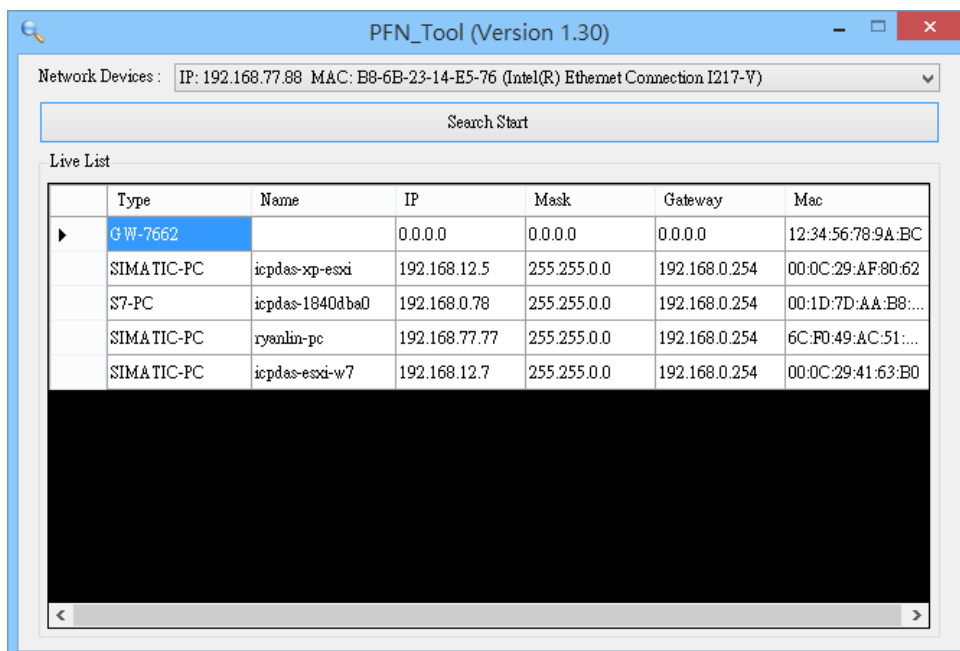 PFN_Tool (Version 1.30)
Network Devices : IP: 192.168.77.88 MAC: B8-6B-23-14-E5-76 (Intel(R) Ethernet Connection I217-V)
Search Start
Live List
Type Name IP Mask Gateway Mac
GW-7662 0.0.0.0 0.0.0.0 0.0.0.0 12:34:56:78:9A:BC
SIMATIC-PC icpdas-xp-esxi 192.168.12.5 255.255.0.0 192.168.0.254 00:0C:29:AF:80:62
S7-PC icpdas-1840dba0 192.168.0.78 255.255.0.0 192.168.0.254 00:1D:7D:AA:B8:...
SIMATIC-PC ryanlin-pc 192.168.77.77 255.255.0.0 192.168.0.254 6C:F0:49:AC:51:...
SIMATIC-PC icpdas-esxi-w7 192.168.12.7 255.255.0.0 192.168.0.254 00:0C:29:41:63:B0